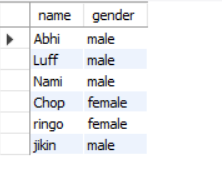 name gender
Abhi male
Luff male
Nami male
Chop female
ringo female
jikin male